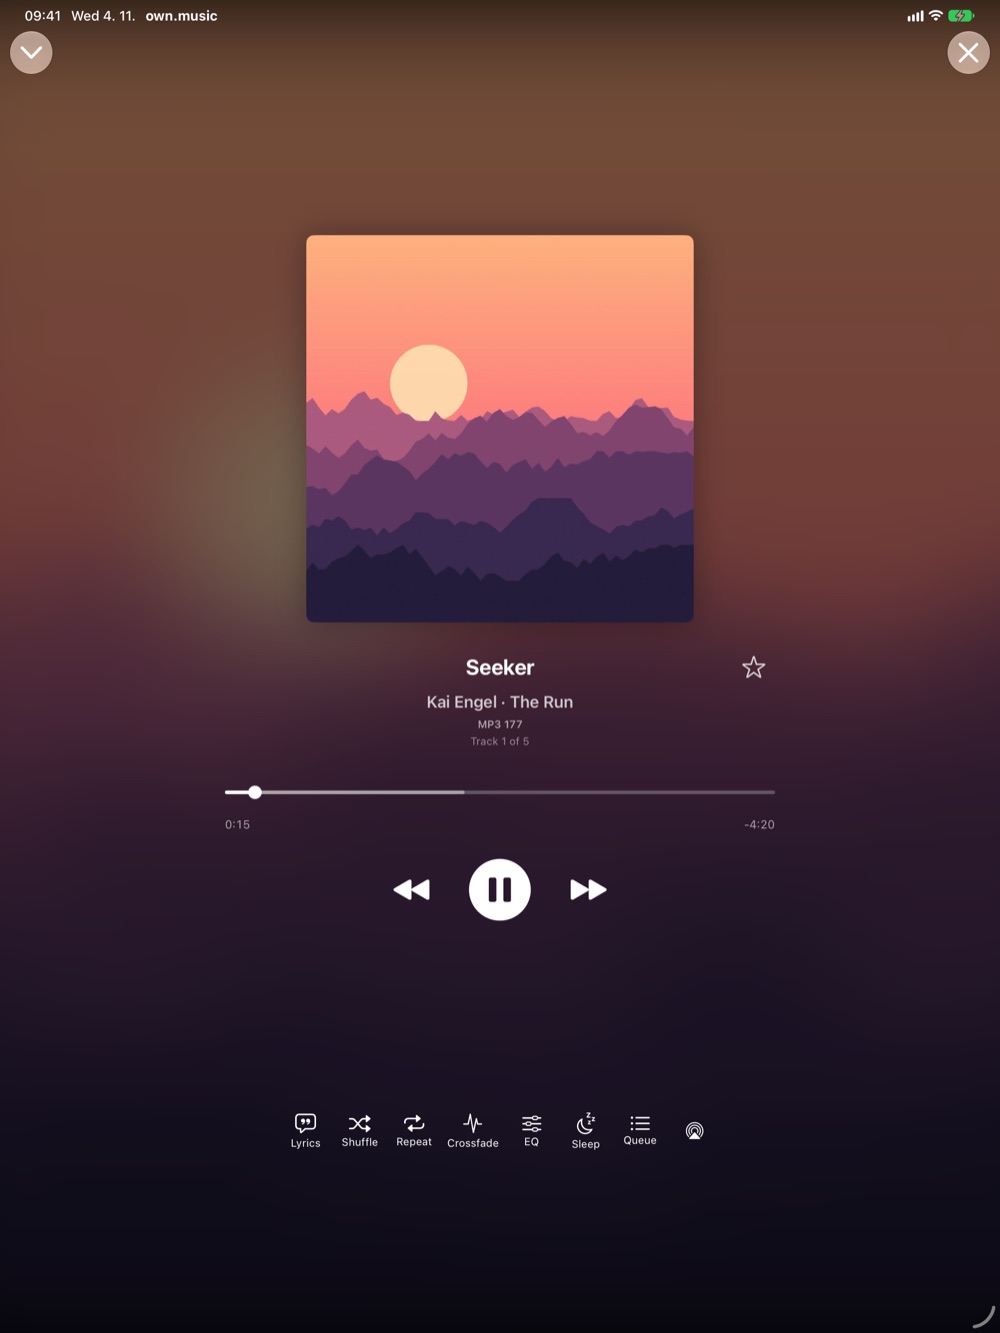 09:41 Wed 4. 11. own.music
Seeker
Kai Engel · The Run
MP3 177
Track 1 of 5
0:15 -4:20
Lyrics Shuffle Repeat Crossfade EQ Sleep Queue